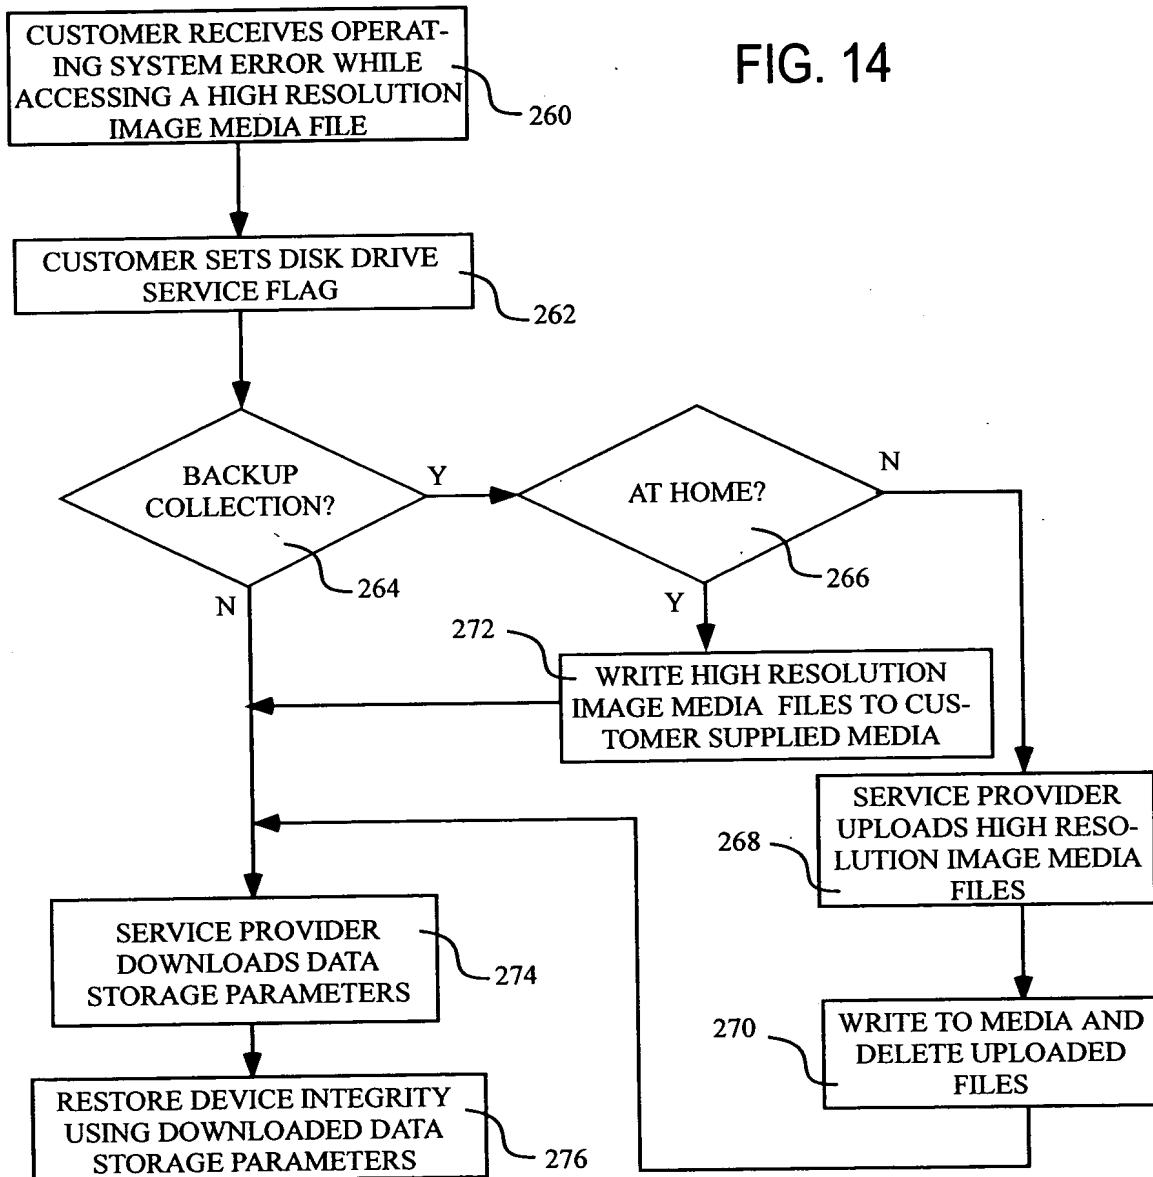 FIG. 14
CUSTOMER RECEIVES OPERAT-
ING SYSTEM ERROR WHILE
ACCESSING A HIGH RESOLUTION
IMAGE MEDIA FILE
260
CUSTOMER SETS DISK DRIVE
SERVICE FLAG
262
BACKUP
COLLECTION?
Y
264
N
AT HOME?
N
266
Y
272
WRITE HIGH RESOLUTION
IMAGE MEDIA FILES TO CUS-
TOMER SUPPLIED MEDIA
SERVICE PROVIDER
UPLOADS HIGH RESO-
LUTION IMAGE MEDIA
FILES
268
SERVICE PROVIDER
DOWNLOADS DATA
STORAGE PARAMETERS
274
270
WRITE TO MEDIA AND
DELETE UPLOADED
FILES
RESTORE DEVICE INTEGRITY
USING DOWNLOADED DATA
STORAGE PARAMETERS
276